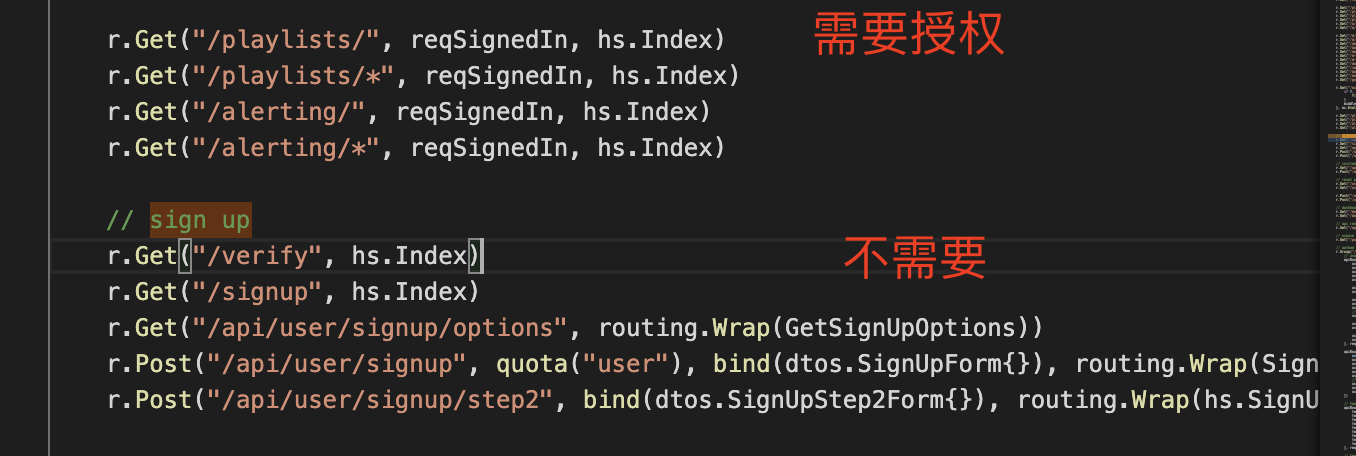 r.Get("/playlists/", reqSignedIn, hs.Index)
需要授权
r.Get("/playlists/*", reqSignedIn, hs.Index)
r.Get("/alerting/", reqSignedIn, hs.Index)
r.Get("/alerting/*", reqSignedIn, hs.Index)
// sign up
r.Get("/verify", hs.Index)
不需要
r.Get("/signup", hs.Index)
r.Get("/api/user/signup/options", routing.Wrap(GetSignUpOptions))
r.Post("/api/user/signup", quota("user"), bind(dtos.SignUpForm{}), routing.Wrap(Sign
r.Post("/api/user/signup/step2", bind(dtos.SignUpStep2Form{}), routing.Wrap(hs.SignU